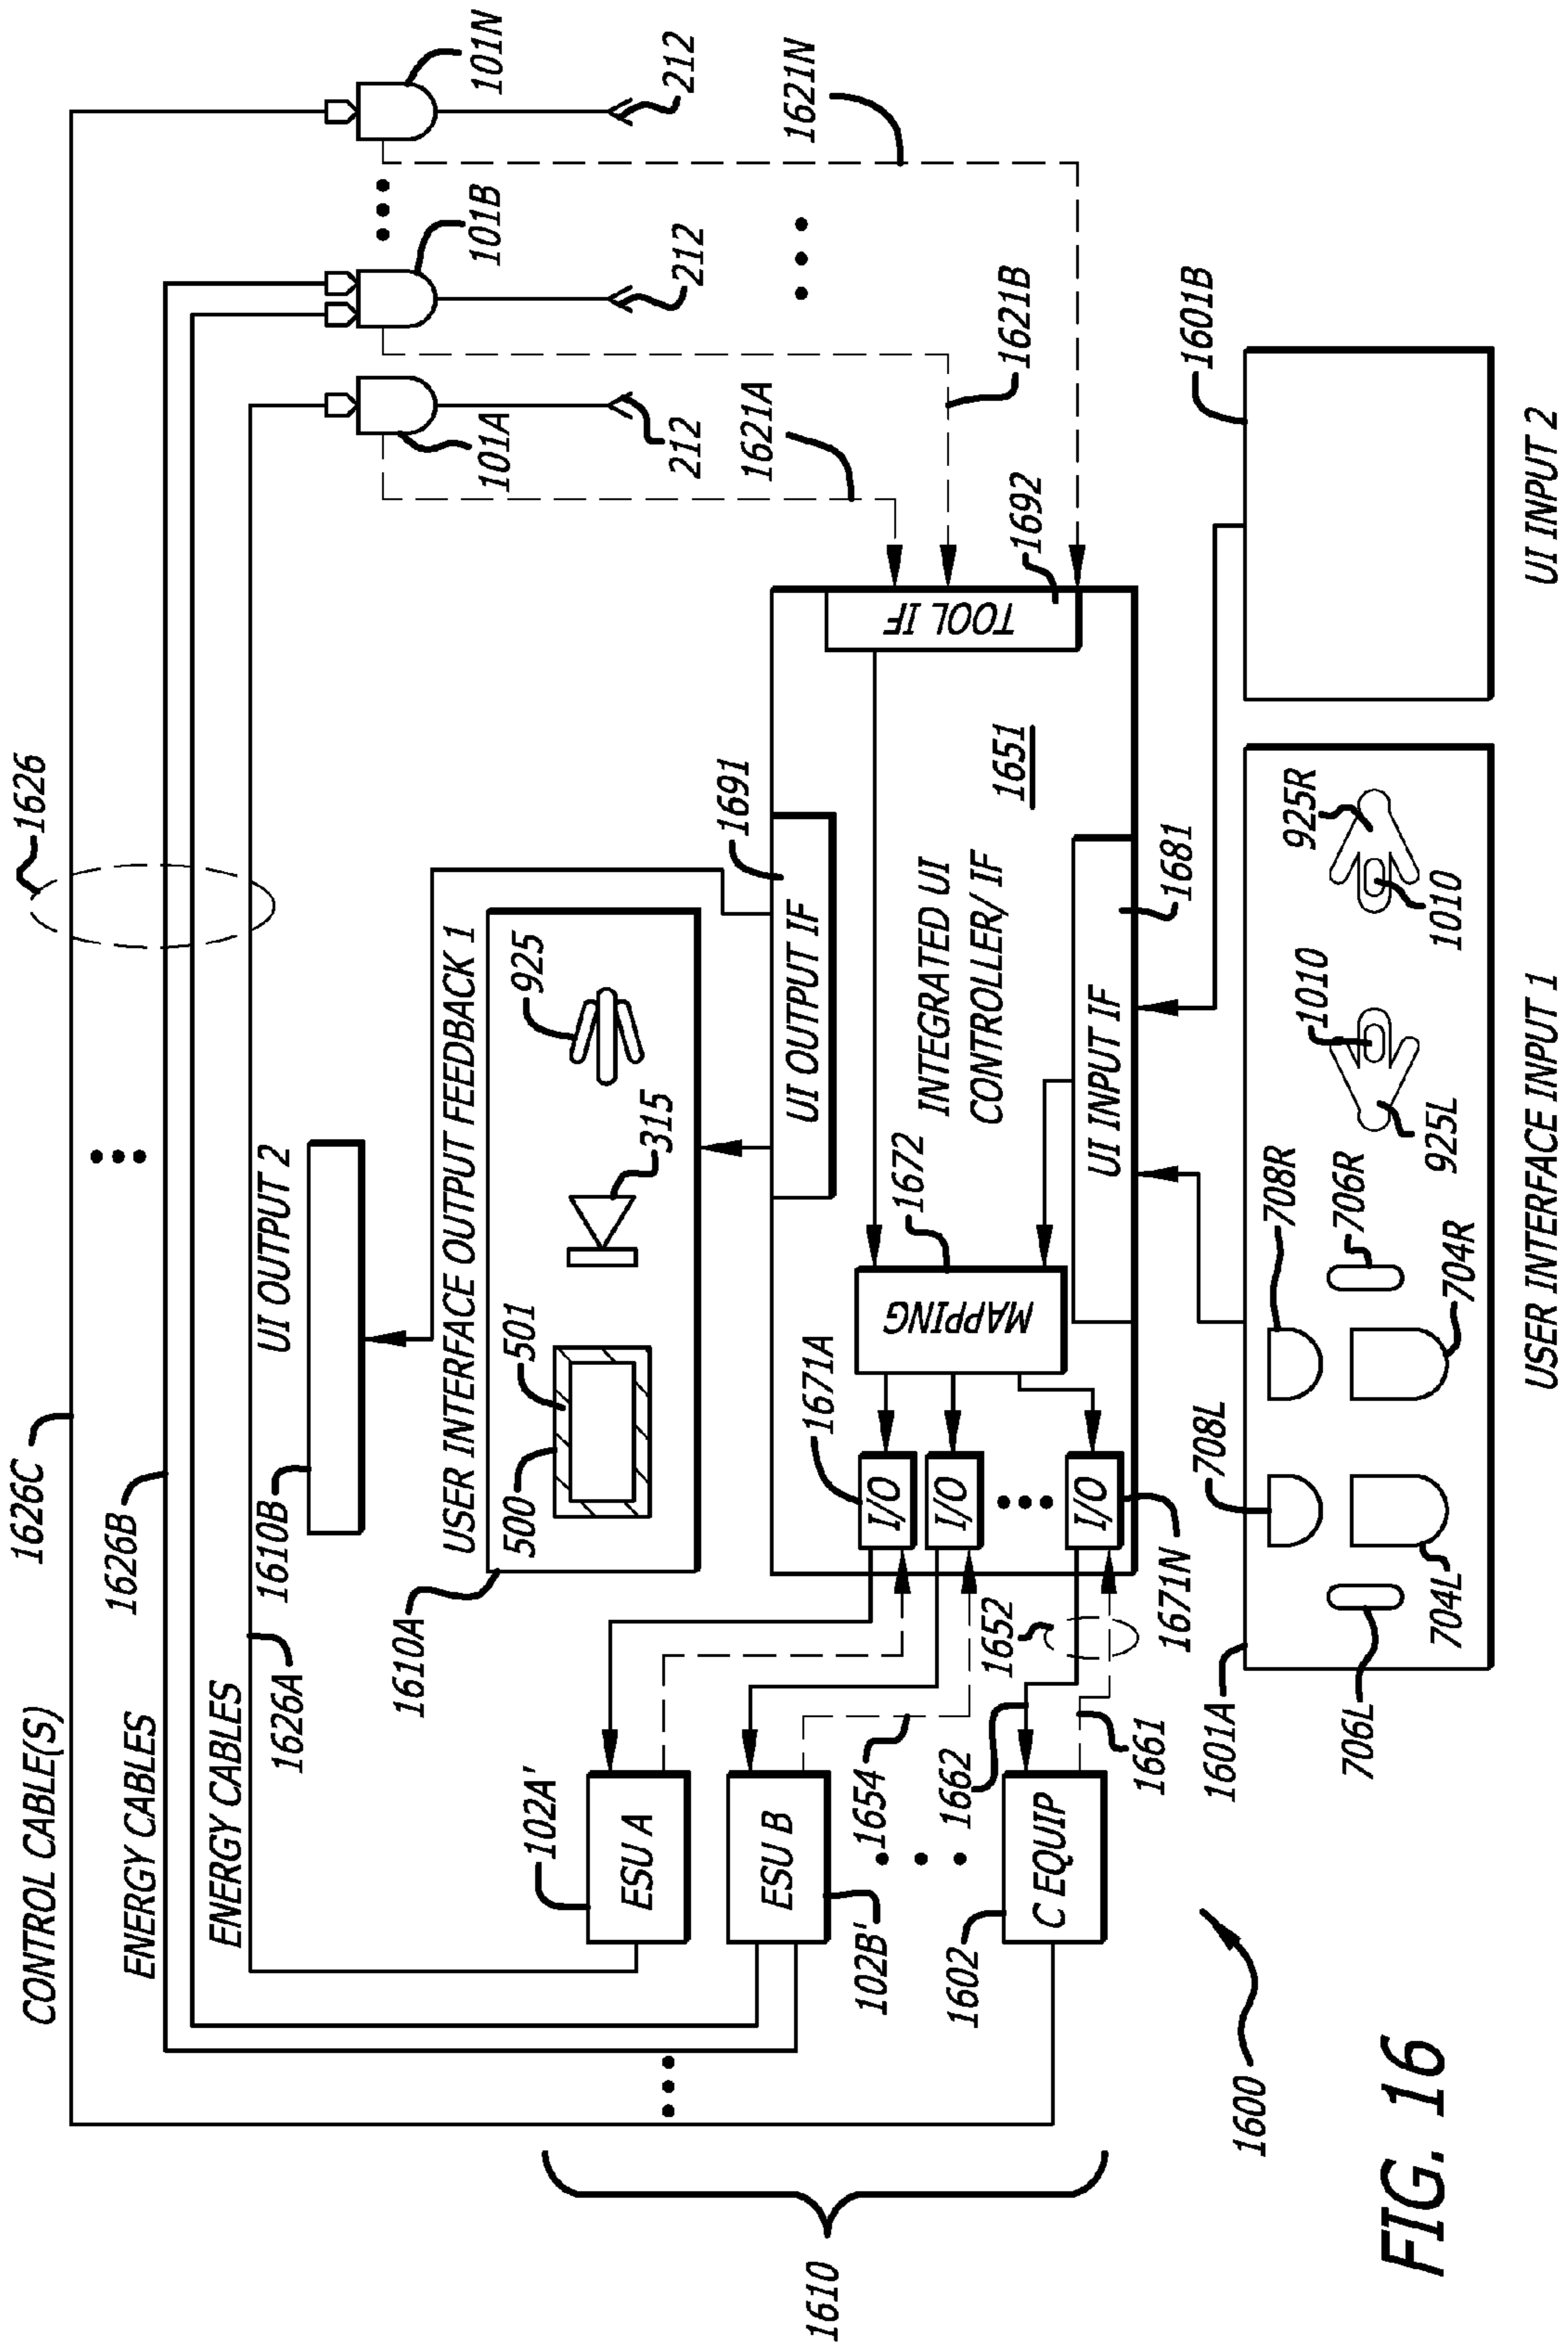 CONTROL CABLE(S)
1626C
1626
ENERGY CABLES
1626B
ENERGY CABLES
1626A
101N
101B
101A
212
212
212
1621N
1621B
1621A
UI OUTPUT 2
1610B
USER INTERFACE OUTPUT FEEDBACK 1
1610A
500
501
315
925
1691
102A'
ESU A
ESU B
102B'
1654
1662
1652
1661
C EQUIP
1602
1610
UI OUTPUT IF
TOOL IF
1692
1651
INTEGRATED UI
CONTROLLER/ IF
1672
MAPPING
1671A
I/O
I/O
I/O
1671N
UI INPUT IF
1681
1601A
708L
708R
706L
704L
706R
704R
925L
1010
1010
925R
USER INTERFACE INPUT 1
1601B
UI INPUT 2
1600
FIG. 16